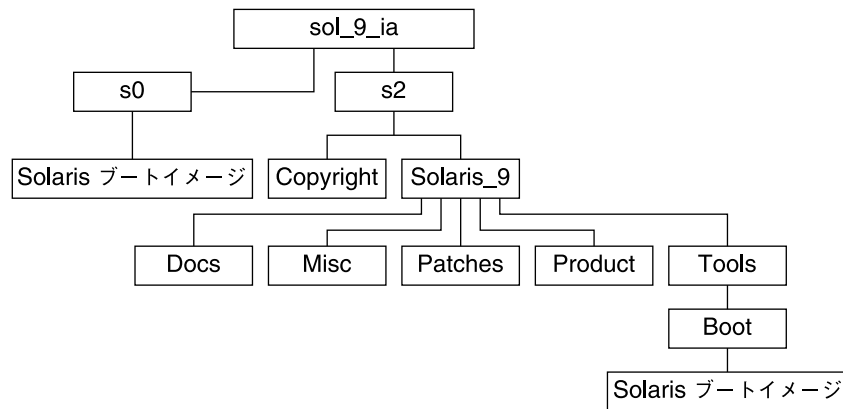 sol_9_ia
s0
s2
Solaris ブートイメージ
Copyright
Solaris_9
Docs
Misc
Patches
Product
Tools
Boot
Solaris ブートイメージ